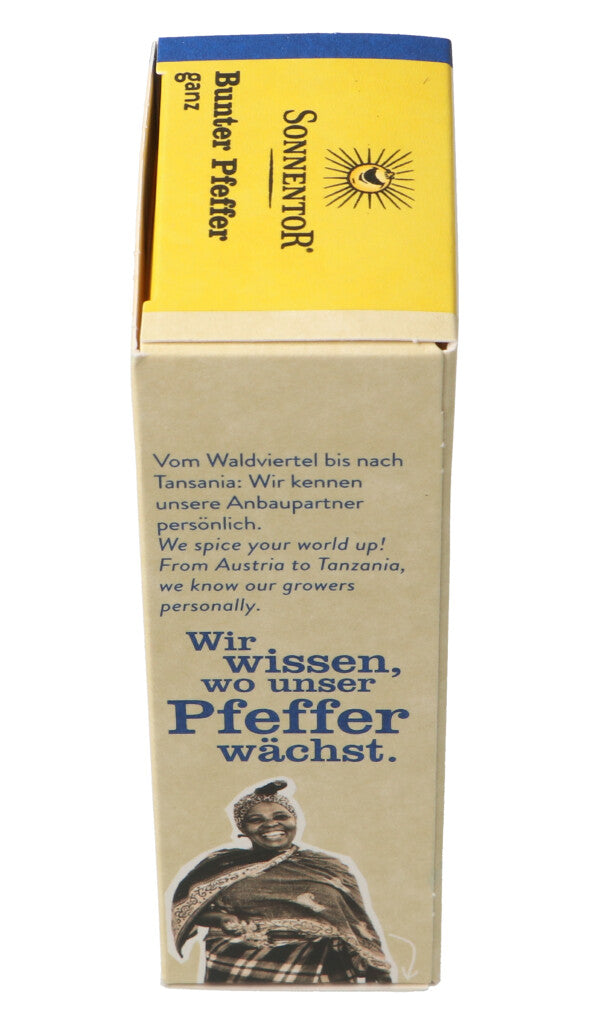 Bunter Pfeffer
ganz
SONNENTOR®
Vom Waldviertel bis nach
Tansania: Wir kennen
unsere Anbaupartner
persönlich.
We spice your world up!
From Austria to Tanzania,
we know our growers
personally.
Wir
wissen,
wo unser
Pfeffer
wächst.